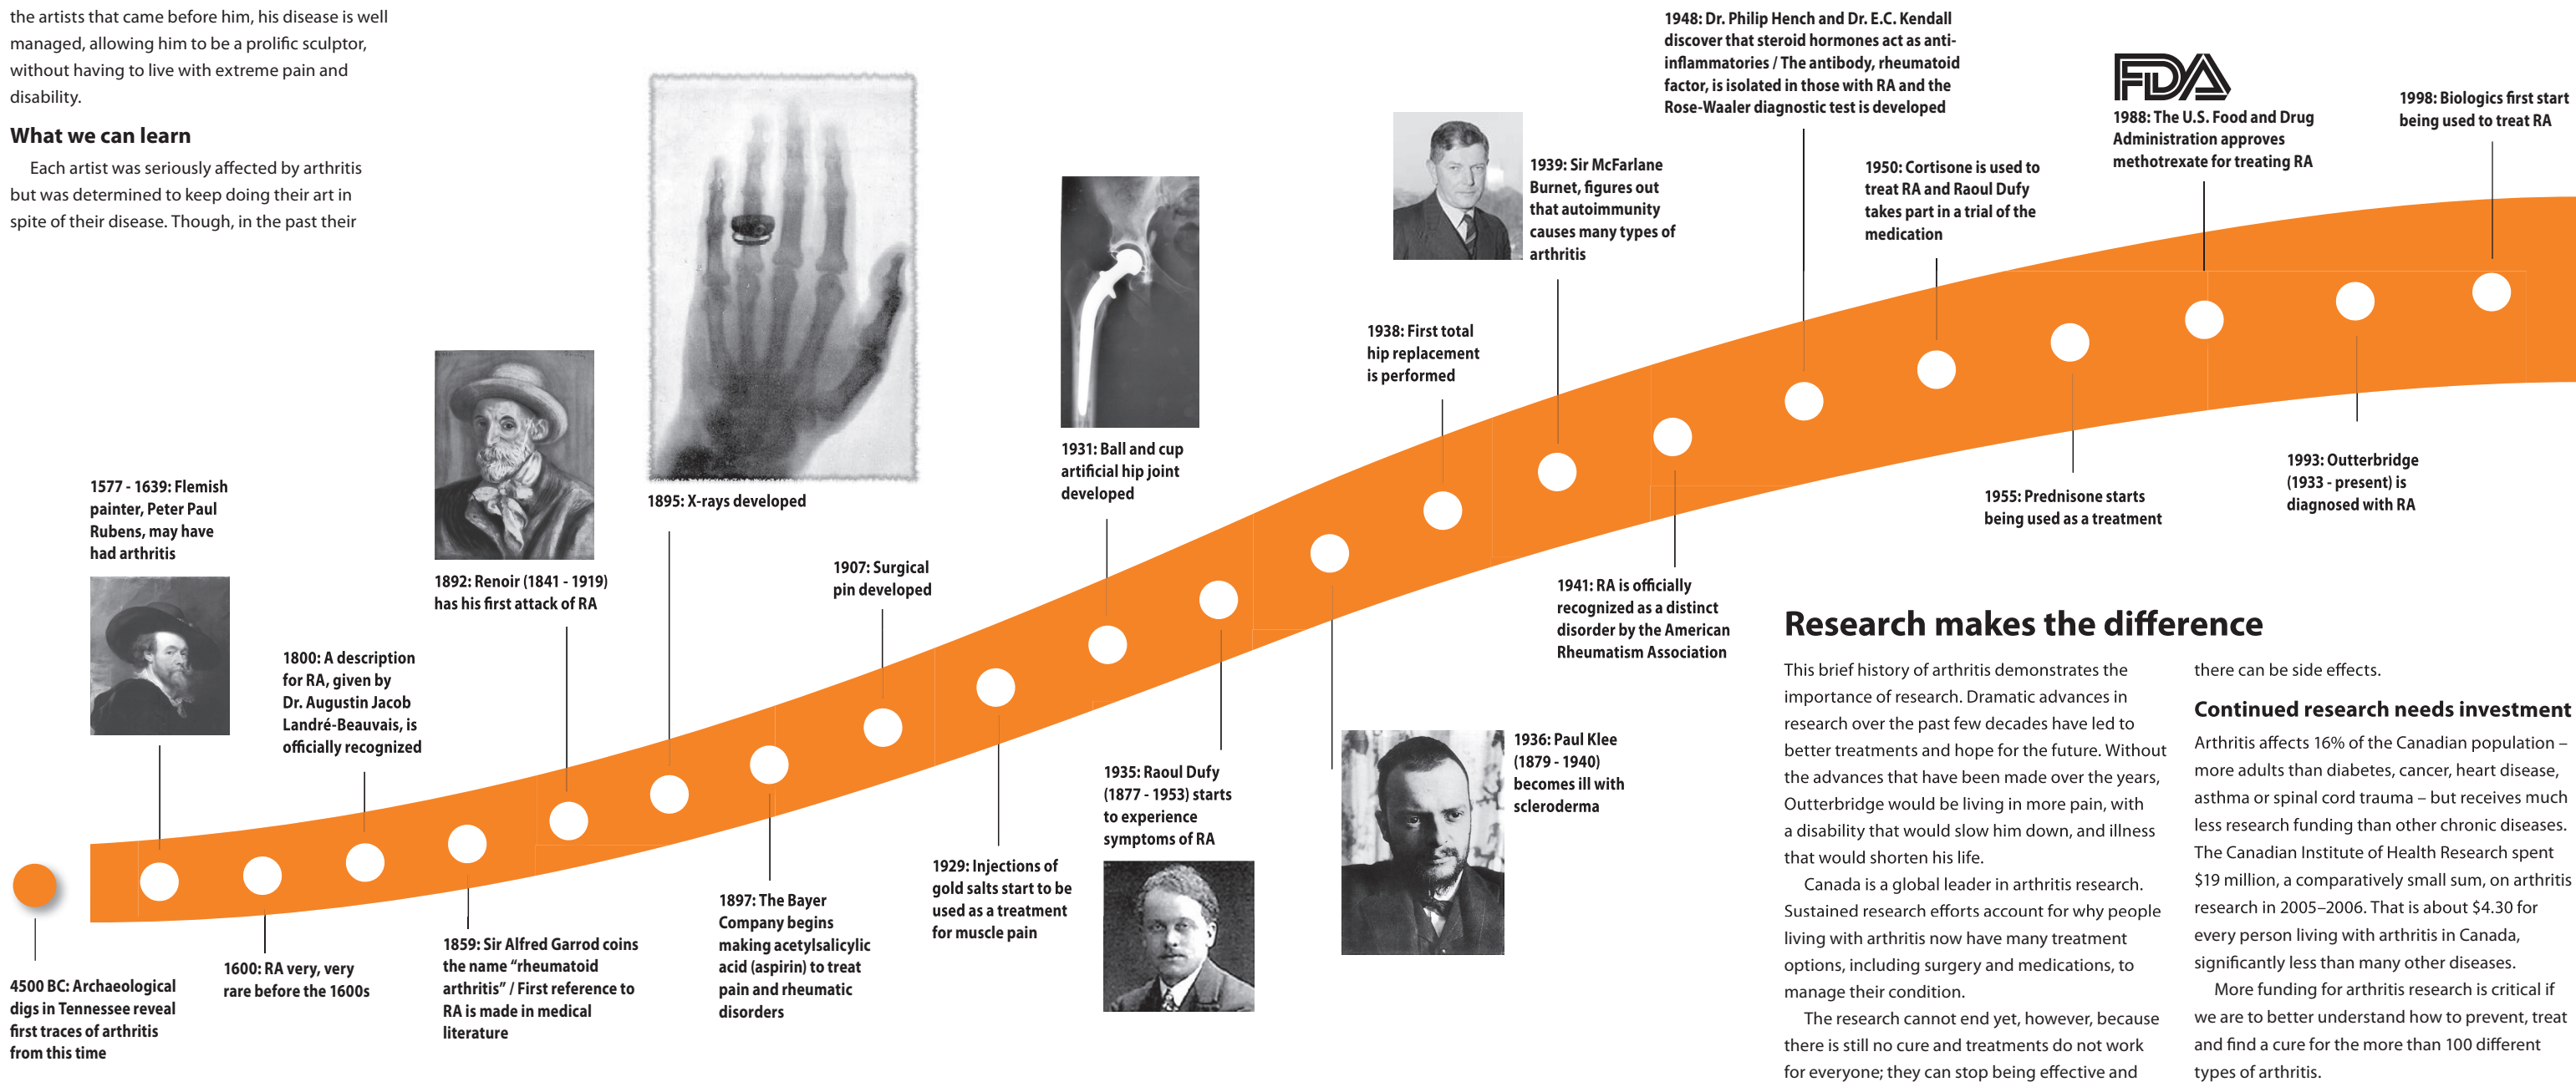 the artists that came before him, his disease is well
managed, allowing him to be a prolific sculptor,
without having to live with extreme pain and
disability.
What we can learn
Each artist was seriously affected by arthritis
but was determined to keep doing their art in
spite of their disease. Though, in the past their
4500 BC: Archaeological
digs in Tennessee reveal
first traces of arthritis
from this time
1577 - 1639: Flemish
painter, Peter Paul
Rubens, may have
had arthritis
1600: RA very, very
rare before the 1600s
1800: A description
for RA, given by
Dr. Augustin Jacob
Landré-Beauvais, is
officially recognized
1859: Sir Alfred Garrod coins
the name “rheumatoid
arthritis” / First reference to
RA is made in medical
literature
1892: Renoir (1841 - 1919)
has his first attack of RA
1895: X-rays developed
1897: The Bayer
Company begins
making acetylsalicylic
acid (aspirin) to treat
pain and rheumatic
disorders
1907: Surgical
pin developed
1929: Injections of
gold salts start to be
used as a treatment
for muscle pain
1931: Ball and cup
artificial hip joint
developed
1935: Raoul Dufy
(1877 - 1953) starts
to experience
symptoms of RA
1936: Paul Klee
(1879 - 1940)
becomes ill with
scleroderma
1938: First total
hip replacement
is performed
1939: Sir McFarlane
Burnet, figures out
that autoimmunity
causes many types of
arthritis
1941: RA is officially
recognized as a distinct
disorder by the American
Rheumatism Association
1948: Dr. Philip Hench and Dr. E.C. Kendall
discover that steroid hormones act as anti-
inflammatories / The antibody, rheumatoid
factor, is isolated in those with RA and the
Rose-Waaler diagnostic test is developed
1950: Cortisone is used to
treat RA and Raoul Dufy
takes part in a trial of the
medication
1955: Prednisone starts
being used as a treatment
FDA
1988: The U.S. Food and Drug
Administration approves
methotrexate for treating RA
1993: Outterbridge
(1933 - present) is
diagnosed with RA
1998: Biologics first start
being used to treat RA
Research makes the difference
This brief history of arthritis demonstrates the
importance of research. Dramatic advances in
research over the past few decades have led to
better treatments and hope for the future. Without
the advances that have been made over the years,
Outterbridge would be living in more pain, with
a disability that would slow him down, and illness
that would shorten his life.
Canada is a global leader in arthritis research.
Sustained research efforts account for why people
living with arthritis now have many treatment
options, including surgery and medications, to
manage their condition.
The research cannot end yet, however, because
there is still no cure and treatments do not work
for everyone; they can stop being effective and
there can be side effects.
Continued research needs investment
Arthritis affects 16% of the Canadian population –
more adults than diabetes, cancer, heart disease,
asthma or spinal cord trauma – but receives much
less research funding than other chronic diseases.
The Canadian Institute of Health Research spent
$19 million, a comparatively small sum, on arthritis
research in 2005–2006. That is about $4.30 for
every person living with arthritis in Canada,
significantly less than many other diseases.
More funding for arthritis research is critical if
we are to better understand how to prevent, treat
and find a cure for the more than 100 different
types of arthritis.